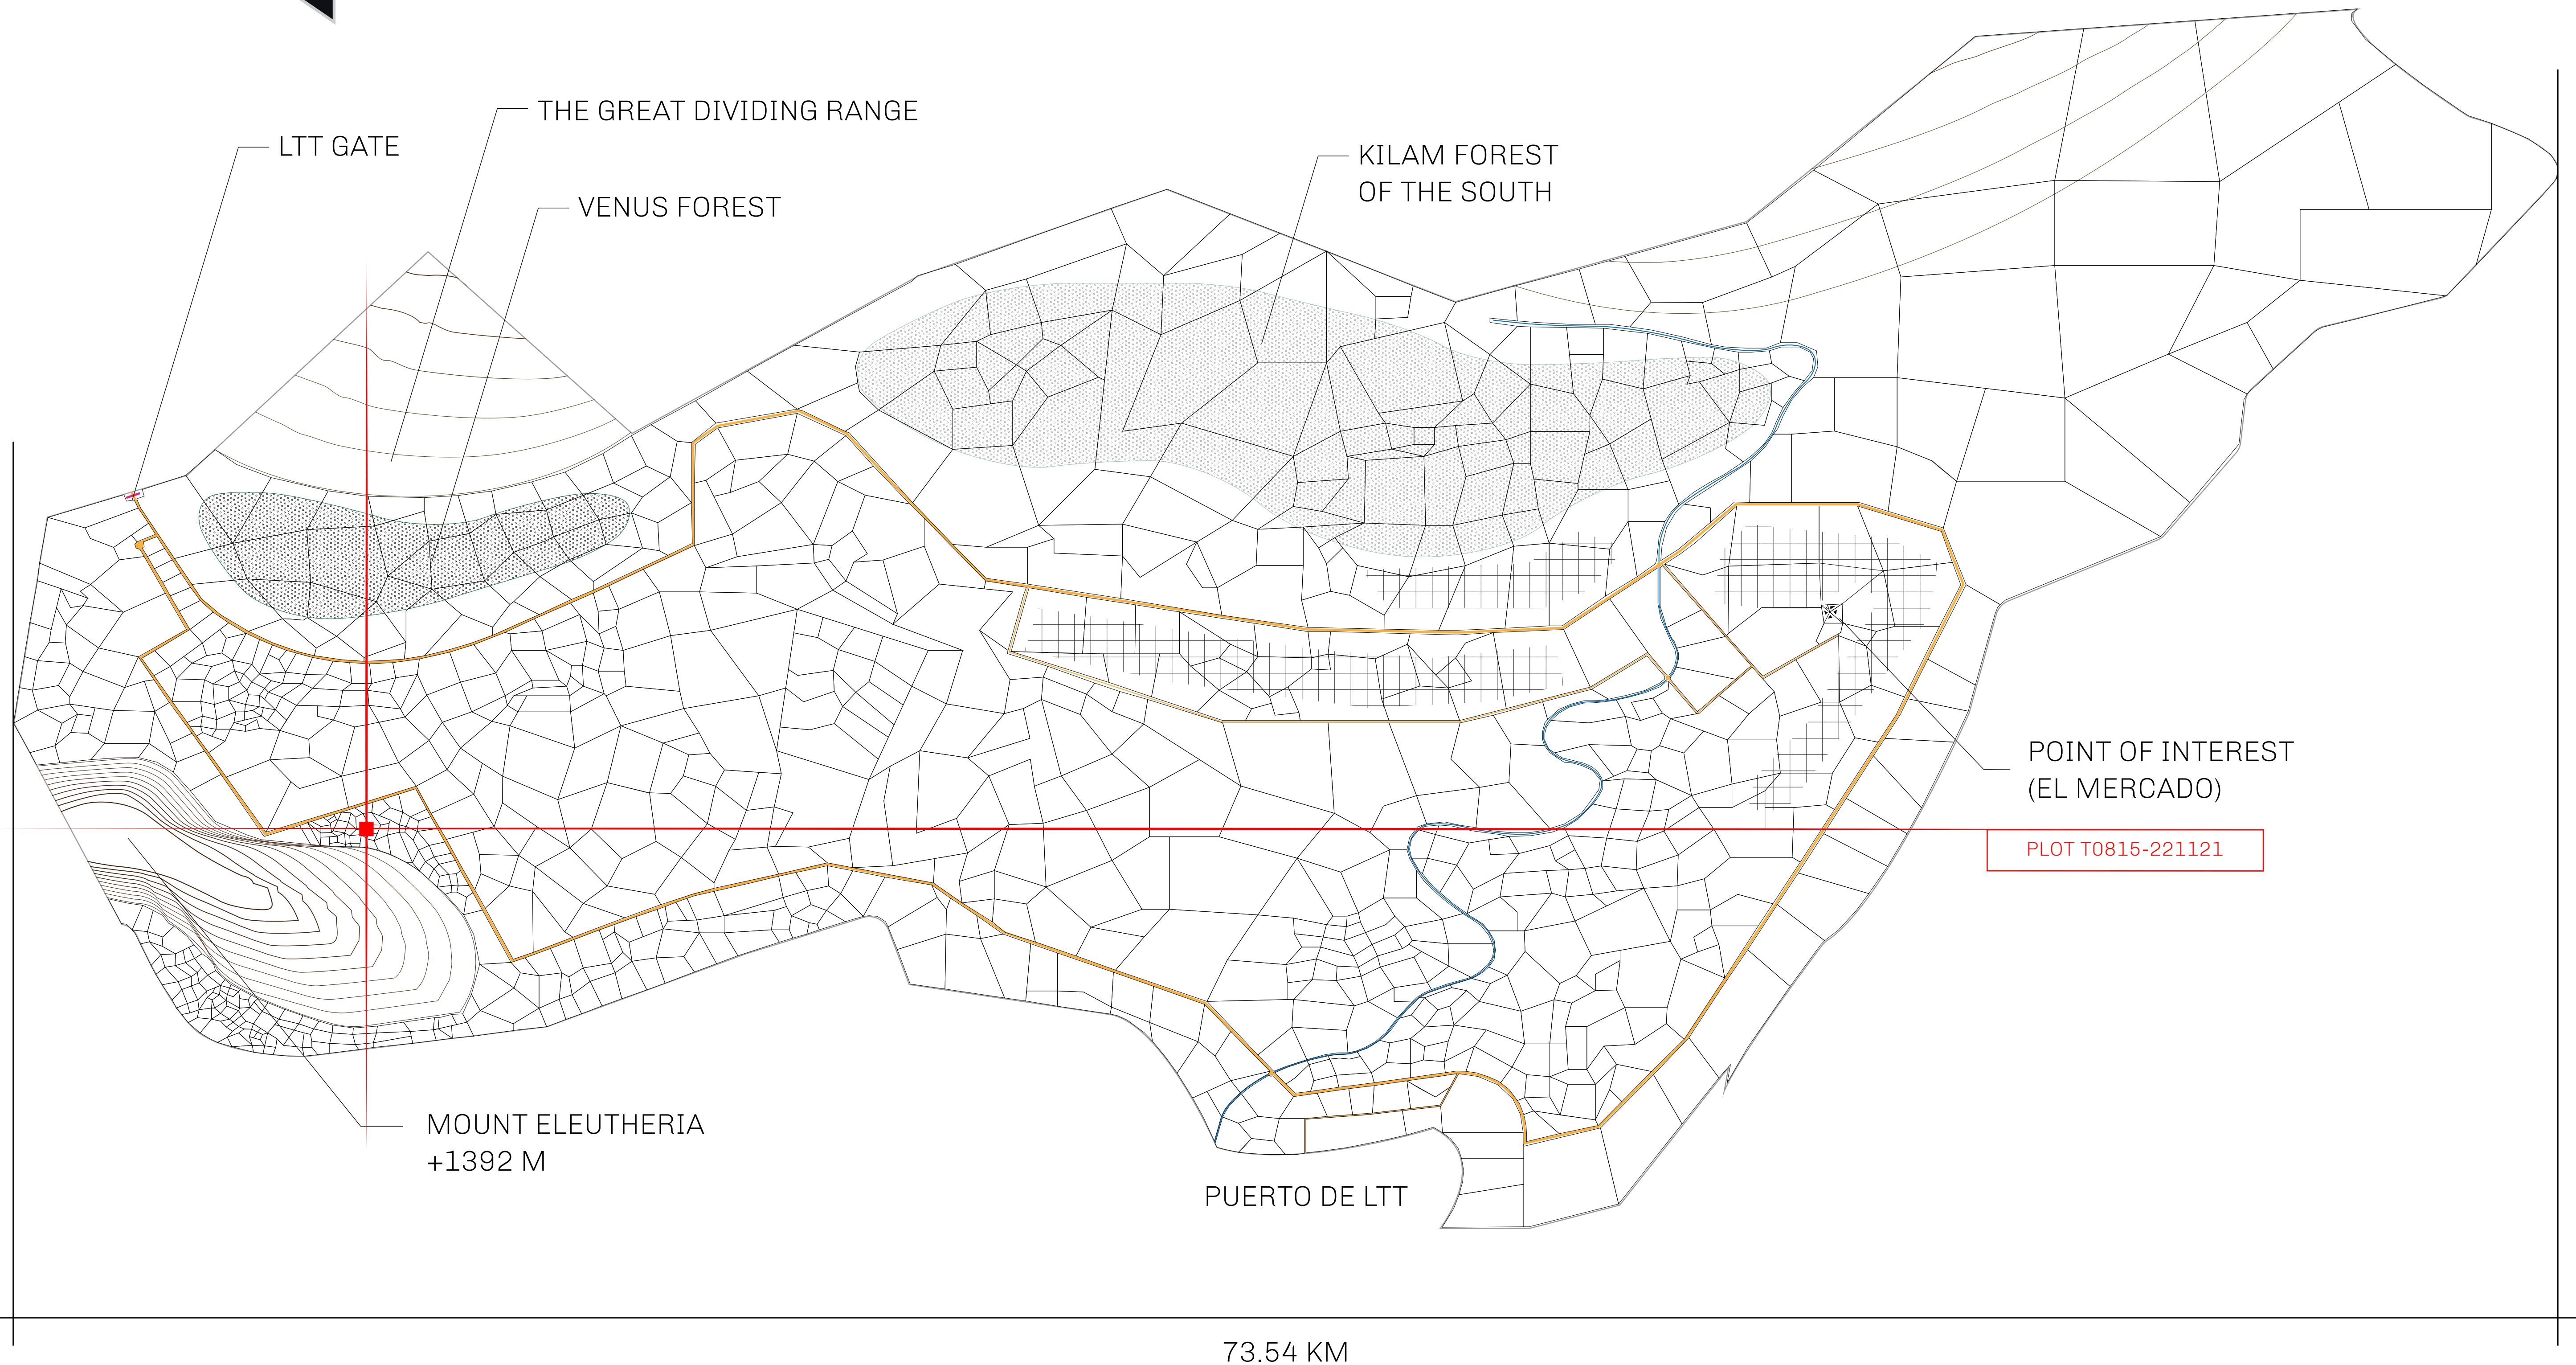 THE GREAT DIVIDING RANGE
LTT GATE
VENUS FOREST
KILAM FOREST
OF THE SOUTH
POINT OF INTEREST
(EL MERCADO)
PLOT T0815-221121
MOUNT ELEUTHERIA
+1392 M
PUERTO DE LTT
73.54 KM